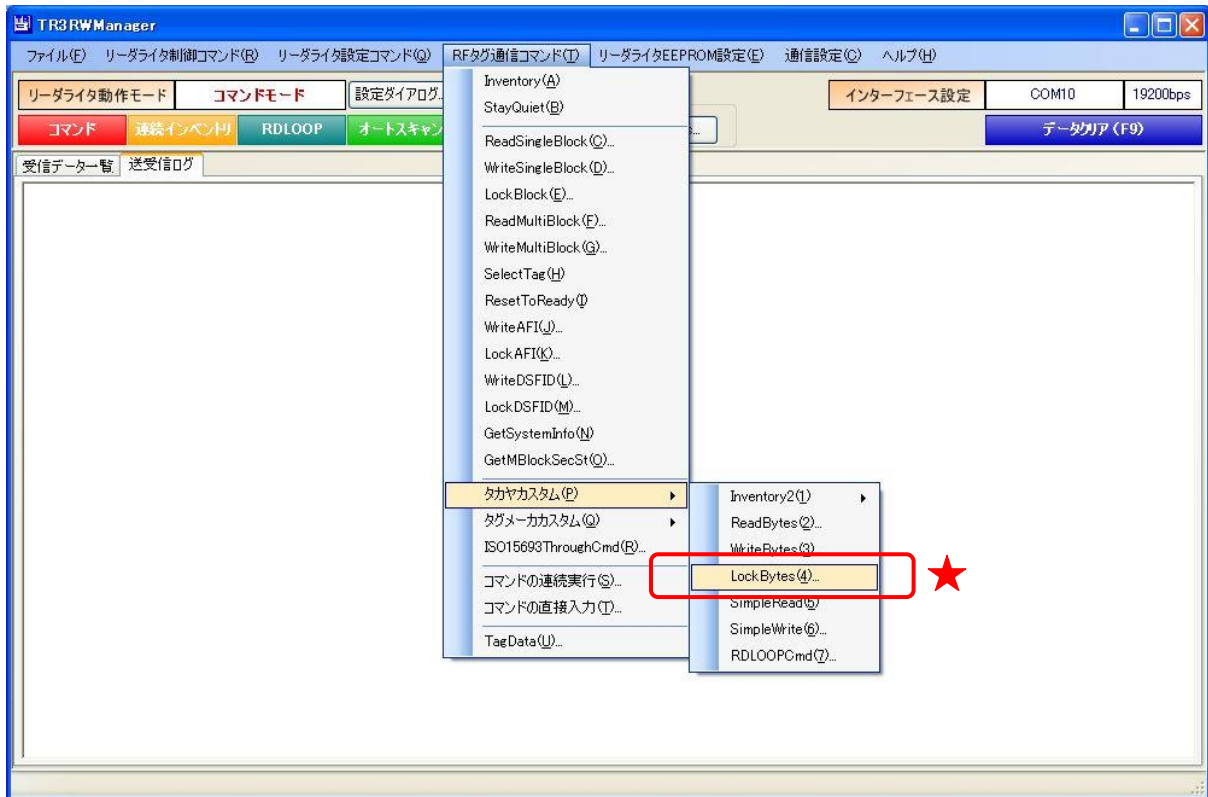 TR3RWManager
ファイル(F) リーダライタ制御コマンド(R) リーダライタ設定コマンド(Q) RFタグ通信コマンド(T) リーダライタEEPROM設定(E) 通信設定(C) ヘルプ(H)
リーダライタ動作モード コマンドモード 設定ダイアログ... インターフェース設定 COM10 19200bps
コマンド 連続インベントリ RDLOOP オートスキャン データクリア(F9)
受信データ一覧 送受信ログ
Inventory(A)
StayQuiet(B)
ReadSingleBlock(C)...
WriteSingleBlock(D)...
LockBlock(E)...
ReadMultiBlock(F)...
WriteMultiBlock(G)...
SelectTag(H)
ResetToReady(I)
WriteAFI(J)...
LockAFI(K)...
WriteDSFID(L)...
LockDSFID(M)...
GetSystemInfo(N)
GetMBlockSecSt(O)...
タカヤカスタム(P)
タグメーカカスタム(Q)
ISO15693ThroughCmd(R)...
コマンドの連続実行(S)...
コマンドの直接入力(T)...
TagData(U)...
Inventory2(1)
ReadBytes(2)...
WriteBytes(3)...
LockBytes(4)...
SimpleRead(5)
SimpleWrite(6)...
RDLOOPCmd(7)...